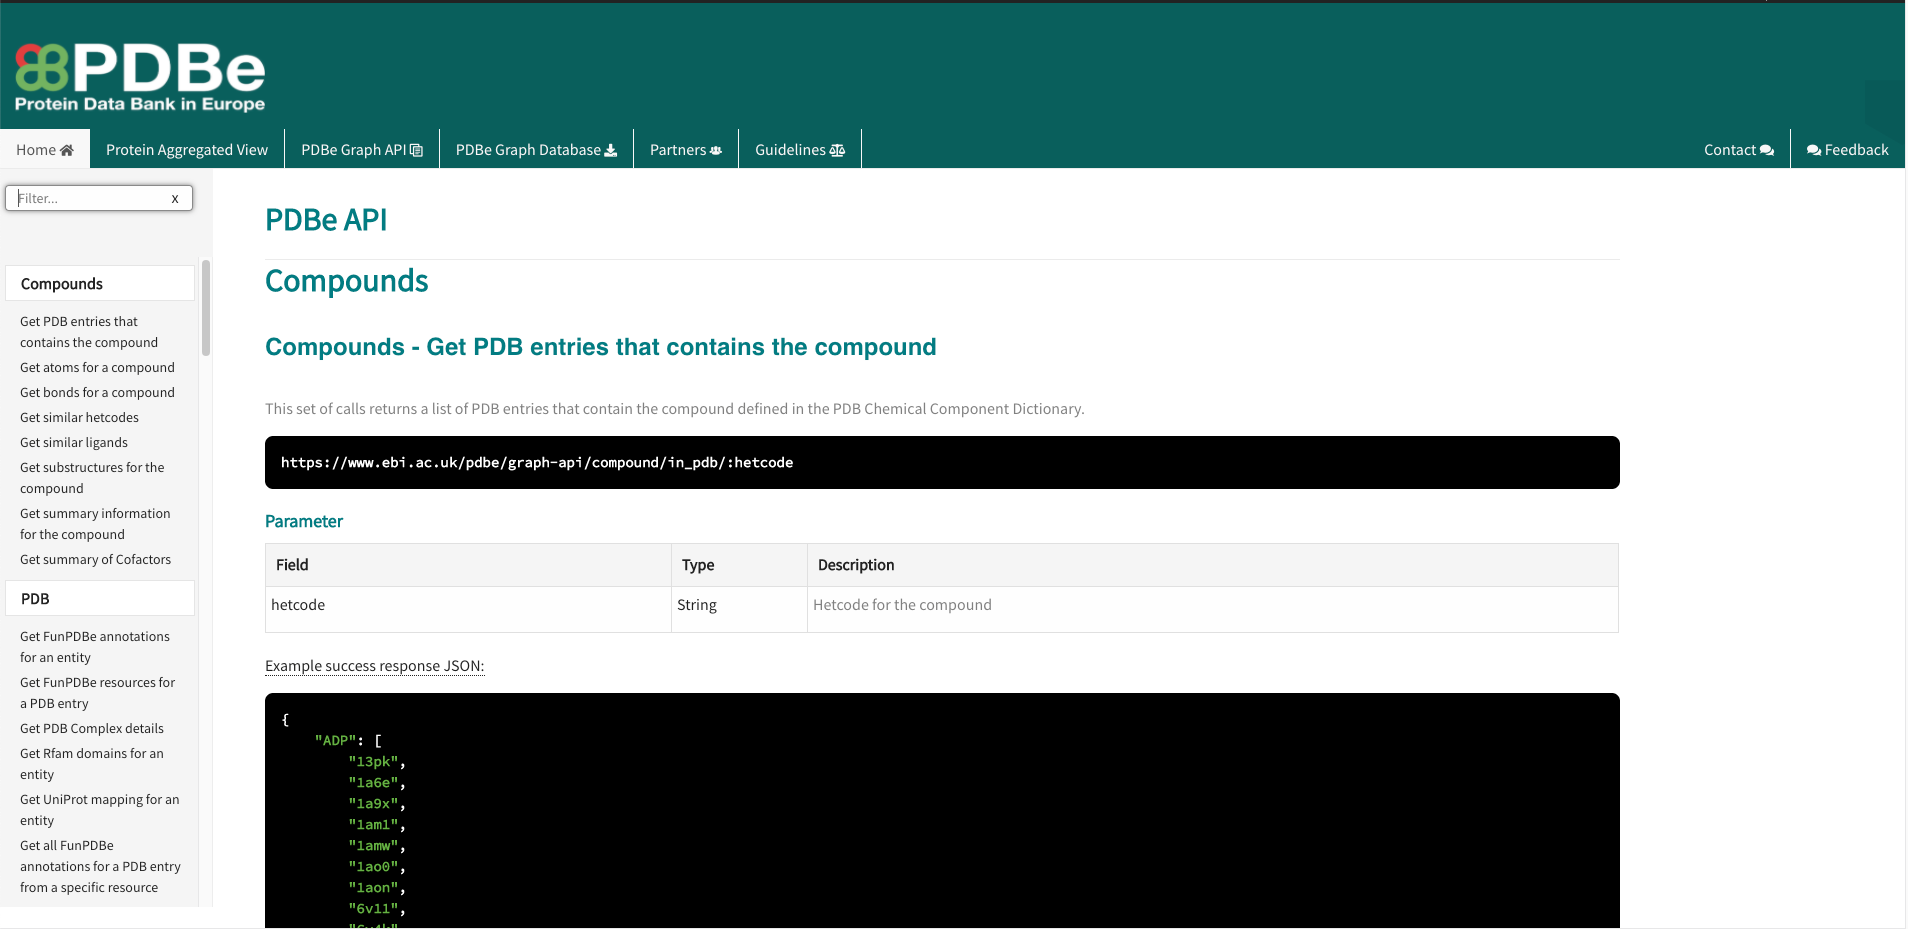 PDBe
Protein Data Bank in Europe
Home
Protein Aggregated View
PDBe Graph API
PDBe Graph Database
Partners
Guidelines
Contact
Feedback
Filter...
x
Compounds
Get PDB entries that
contains the compound
Get atoms for a compound
Get bonds for a compound
Get similar hetcodes
Get similar ligands
Get substructures for the
compound
Get summary information
for the compound
Get summary of Cofactors
PDB
Get FunPDBe annotations
for an entity
Get FunPDBe resources for
a PDB entry
Get PDB Complex details
Get Rfam domains for an
entity
Get UniProt mapping for an
entity
Get all FunPDBe
annotations for a PDB entry
from a specific resource
PDBe API
Compounds
Compounds - Get PDB entries that contains the compound
This set of calls returns a list of PDB entries that contain the compound defined in the PDB Chemical Component Dictionary.
https://www.ebi.ac.uk/pdbe/graph-api/compound/in_pdb/:hetcode
Parameter
Field Type Description
hetcode String Hetcode for the compound
Example success response JSON:
{
"ADP": [
"13pk",
"1a6e",
"1a9x",
"1am1",
"1amw",
"1ao0",
"1aon",
"6v11",